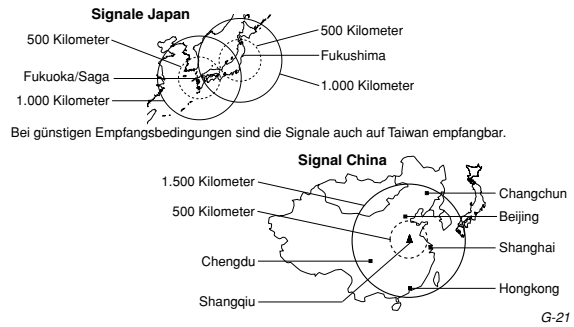 Signale Japan
500 Kilometer
500 Kilometer
Fukushima
Fukuoka/Saga
1.000 Kilometer
1.000 Kilometer
Bei günstigen Empfangsbedingungen sind die Signale auch auf Taiwan empfangbar.
Signal China
1.500 Kilometer
Changchun
500 Kilometer
Beijing
Shanghai
Chengdu
Hongkong
Shangqiu
G-21